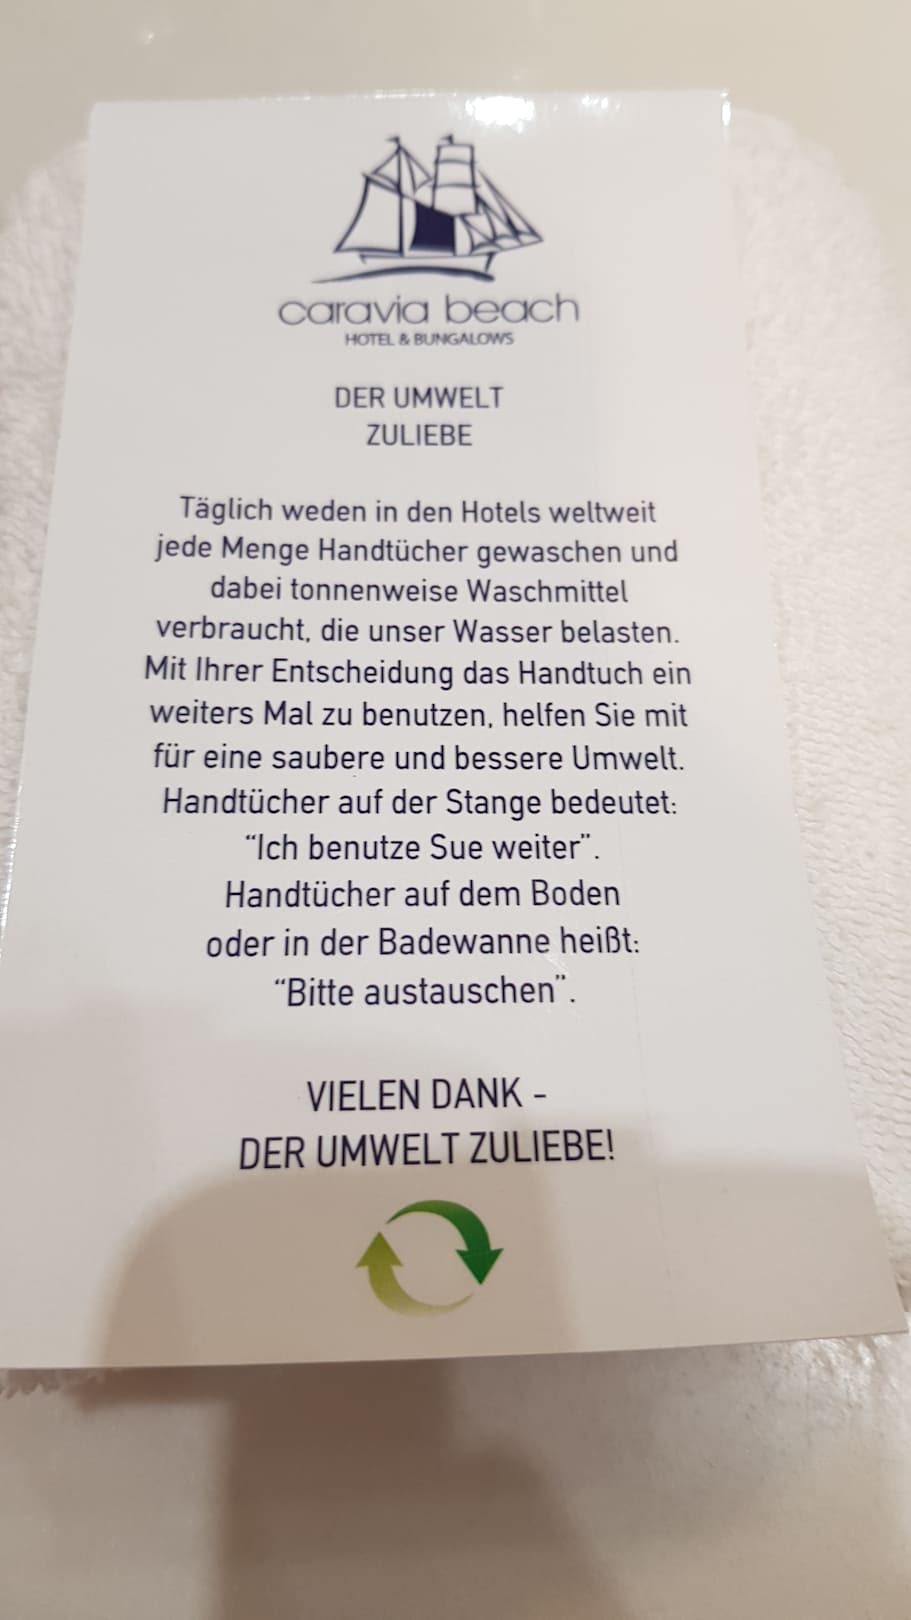 caravia beach
HOTEL & BUNGALOWS
DER UMWELT
ZULIEBE
Täglich weden in den Hotels weltweit
jede Menge Handtücher gewaschen und
dabei tonnenweise Waschmittel
verbraucht, die unser Wasser belasten.
Mit Ihrer Entscheidung das Handtuch ein
weiters Mal zu benutzen, helfen Sie mit
für eine saubere und bessere Umwelt.
Handtücher auf der Stange bedeutet:
“Ich benutze Sue weiter”.
Handtücher auf dem Boden
oder in der Badewanne heißt:
“Bitte austauschen”.
VIELEN DANK -
DER UMWELT ZULIEBE!